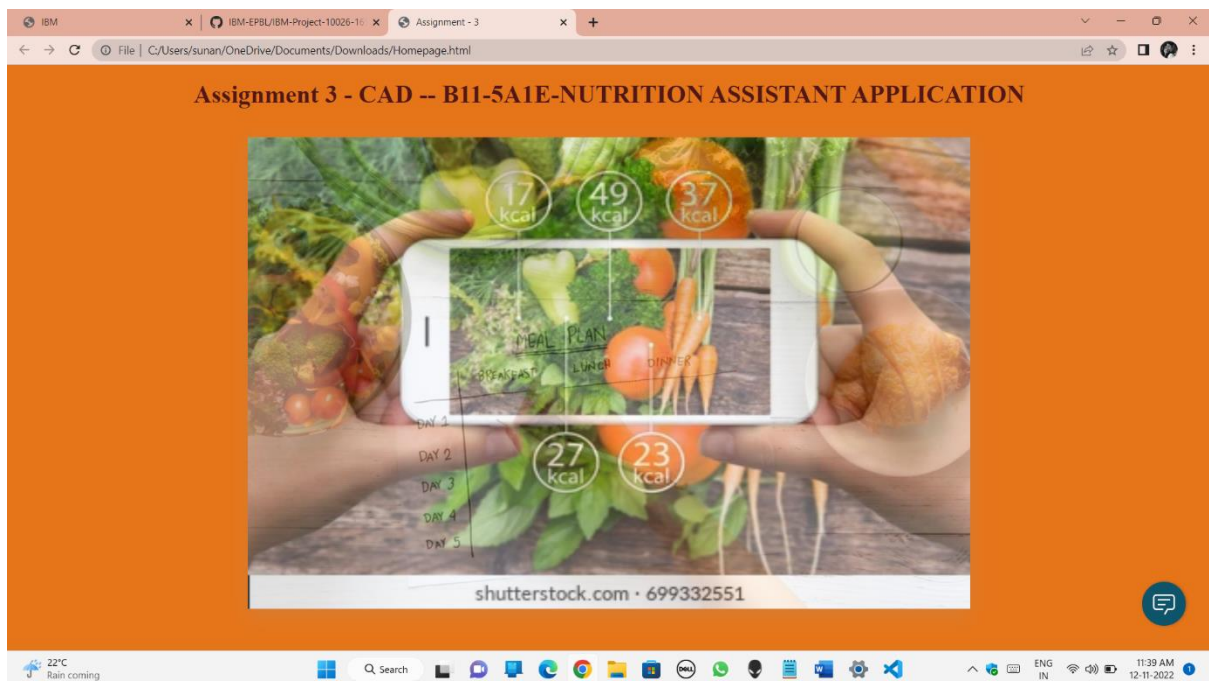 IBM
IBM-EPBL/IBM-Project-10026-16
Assignment - 3
File | C:/Users/sunan/OneDrive/Documents/Downloads/Homepage.html
Assignment 3 - CAD -- B11-5A1E-NUTRITION ASSISTANT APPLICATION
17 kcal
49 kcal
37 kcal
MEAL PLAN
BREAKFAST LUNCH DINNER
DAY 1
DAY 2
27 kcal
23 kcal
DAY 3
DAY 4
DAY 5
shutterstock.com · 699332551
22°C
Rain coming
Search
DELL
ENG
IN
11:39 AM
12-11-2022
1